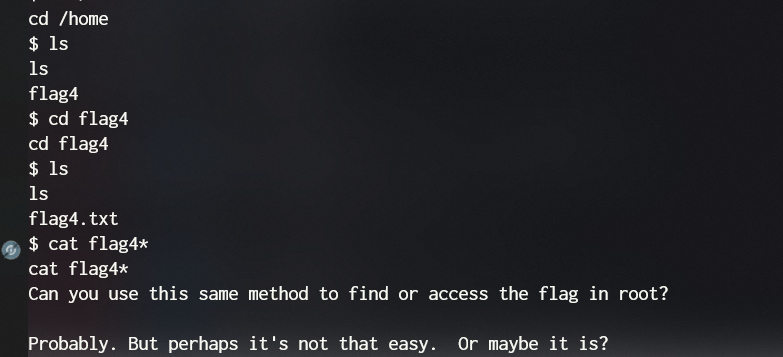 cd /home
$ ls
ls
flag4
$ cd flag4
cd flag4
$ ls
ls
flag4.txt
$ cat flag4*
cat flag4*
Can you use this same method to find or access the flag in root?
Probably. But perhaps it's not that easy.  Or maybe it is?